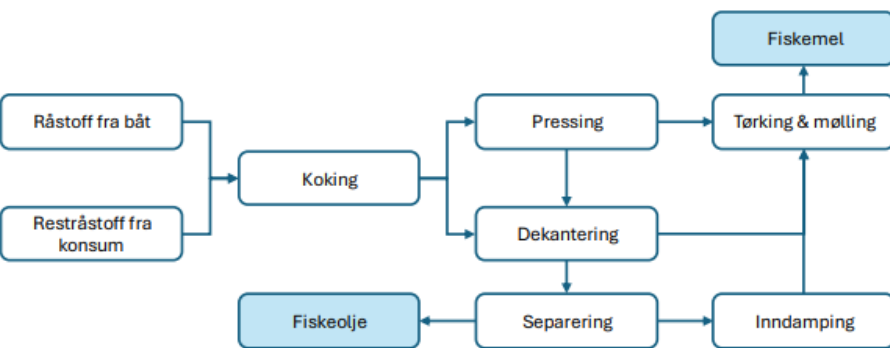 Fiskemel
Råstoff fra båt
Pressing
Tørking & mølling
Koking
Restråstoff fra
konsum
Dekantering
Fiskeolje
Separering
Inndamping